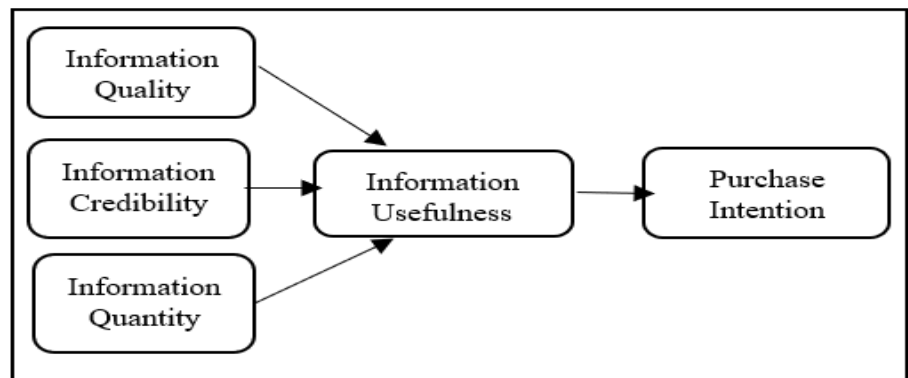 Information
Quality
Information
Credibility
Information
Quantity
Information
Usefulness
Purchase
Intention